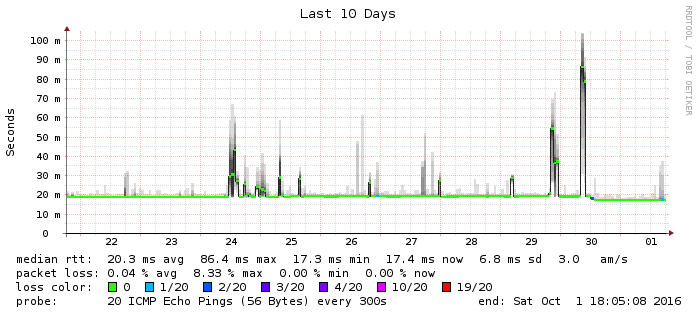 Last 10 Days
RRDTOOL / TOBI OETIKER
Seconds
100 m
90 m
80 m
70 m
60 m
50 m
40 m
30 m
20 m
10 m
0
22 23 24 25 26 27 28 29 30 01
median rtt: 20.3 ms avg 86.4 ms max 17.3 ms min 17.4 ms now 6.8 ms sd 3.0 am/s
packet loss: 0.04 % avg 8.33 % max 0.00 % min 0.00 % now
loss color: 0 1/20 2/20 3/20 4/20 10/20 19/20
probe: 20 ICMP Echo Pings (56 Bytes) every 300s end: Sat Oct 1 18:05:08 2016